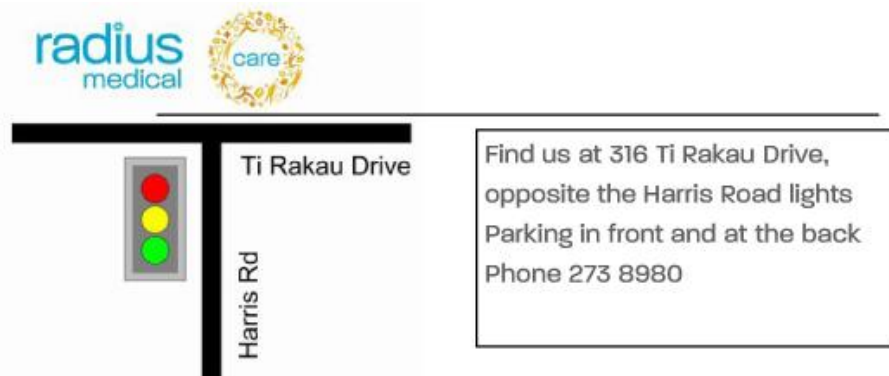 radius
medical
care
Ti Rakau Drive
Harris Rd
Find us at 316 Ti Rakau Drive,
opposite the Harris Road lights
Parking in front and at the back
Phone 273 8980